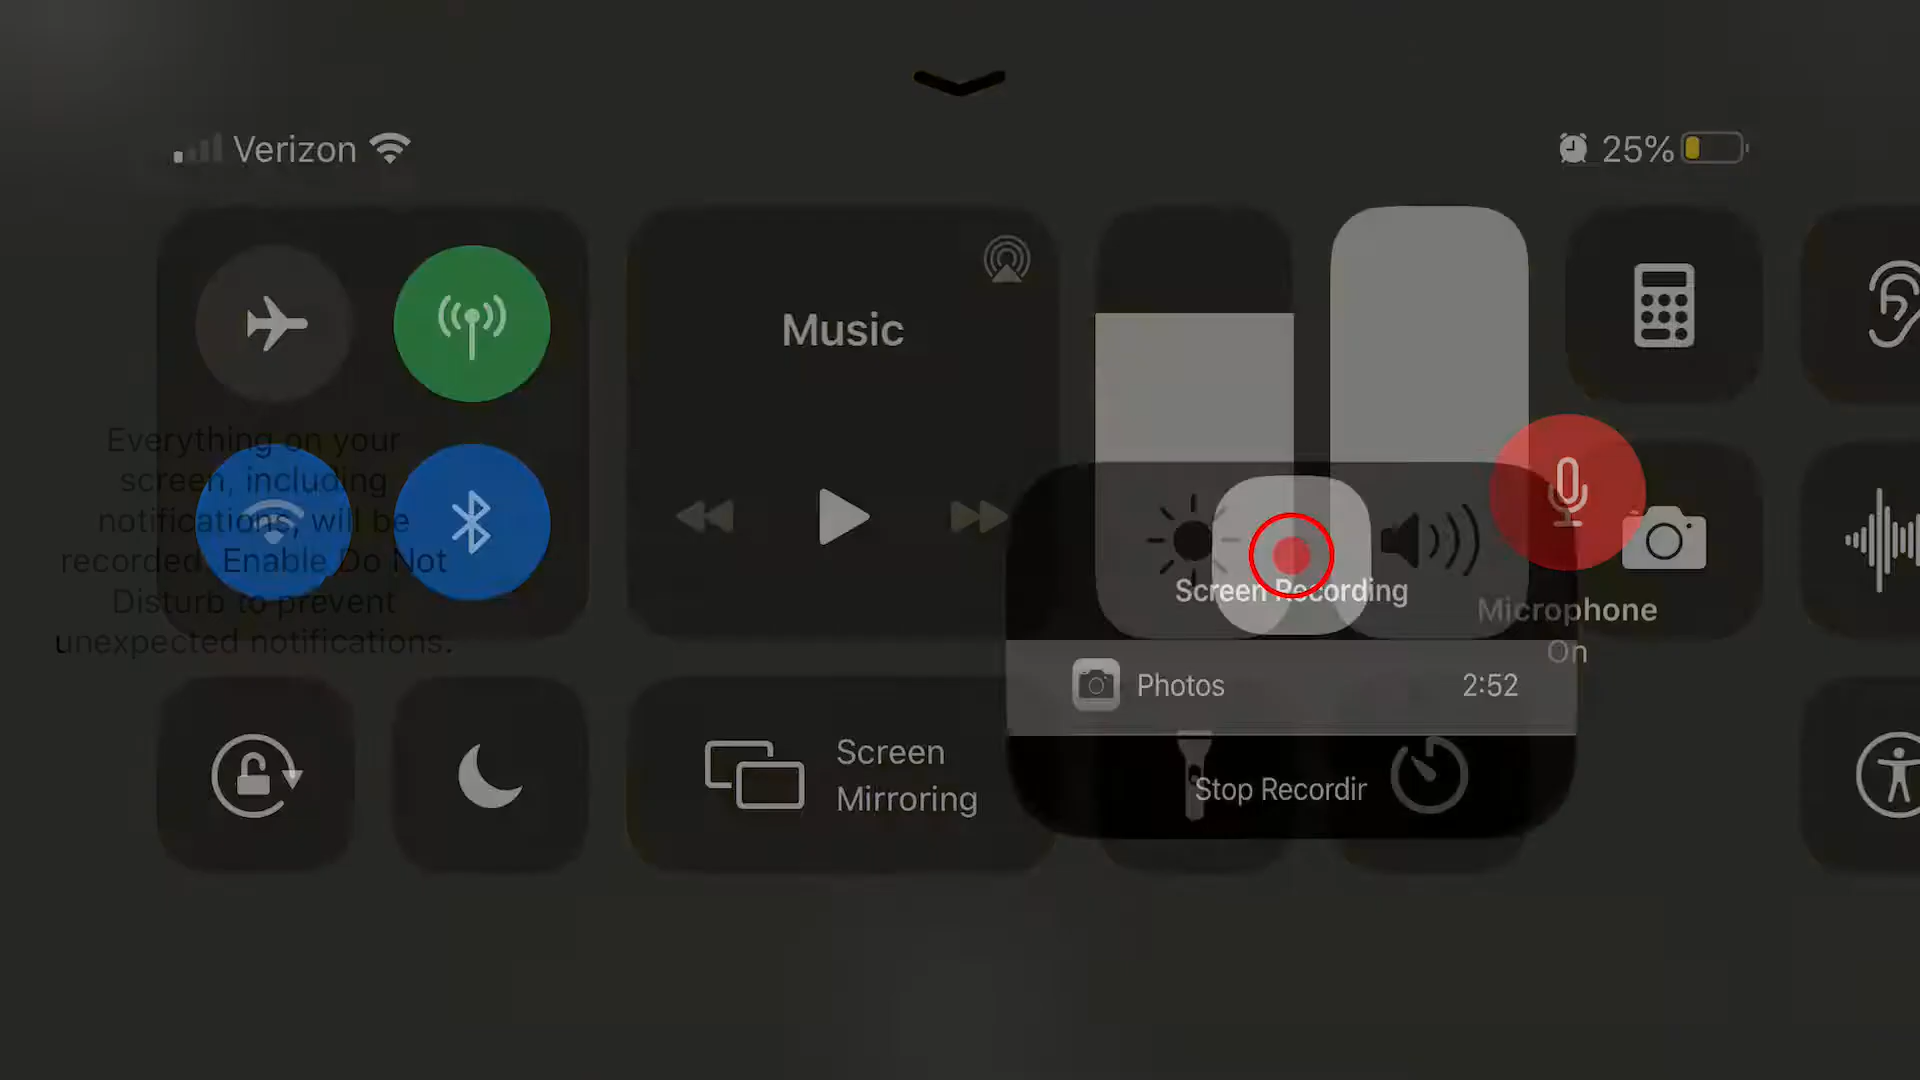 Verizon
25%
Music
Everything on your
screen, including
notifications, will be
recorded. Enable Do Not
Disturb to prevent
unexpected notifications.
Screen Recording
Microphone
On
Photos
2:52
Screen
Mirroring
Stop Recordir